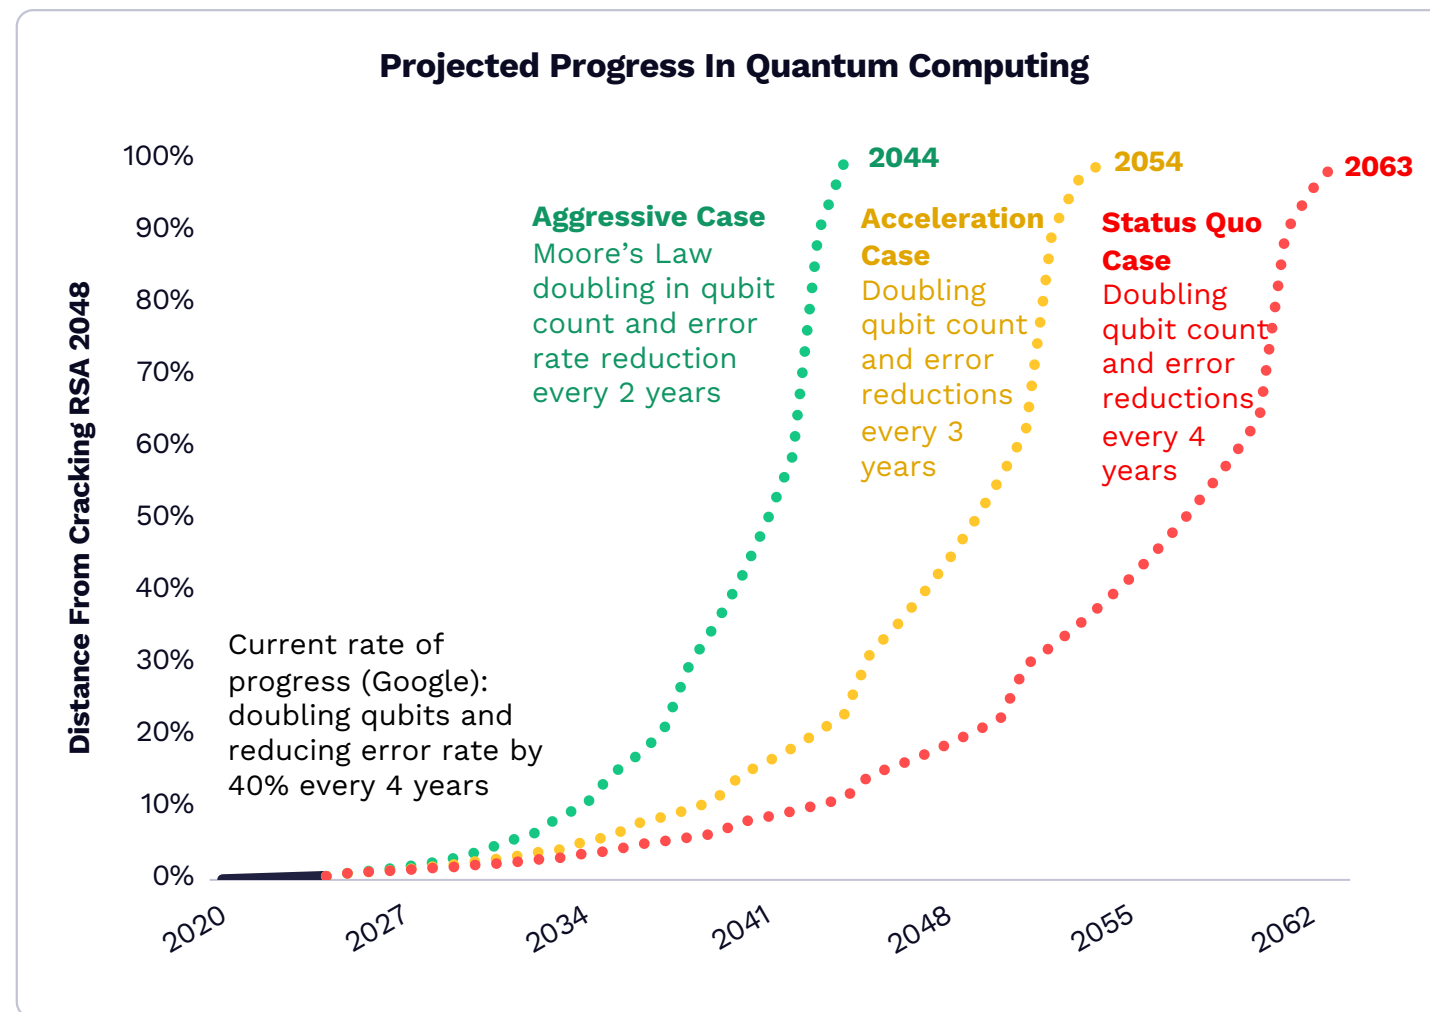 Projected Progress In Quantum Computing
Distance From Cracking RSA 2048
100%
90%
80%
70%
60%
50%
40%
30%
20%
10%
0%
2044
Aggressive Case
Moore’s Law
doubling in qubit
count and error
rate reduction
every 2 years
2054
Acceleration
Case
Doubling
qubit count
and error
reductions
every 3
years
2063
Status Quo
Case
Doubling
qubit count
and error
reductions
every 4
years
Current rate of
progress (Google):
doubling qubits and
reducing error rate by
40% every 4 years
2020
2027
2034
2041
2048
2055
2062